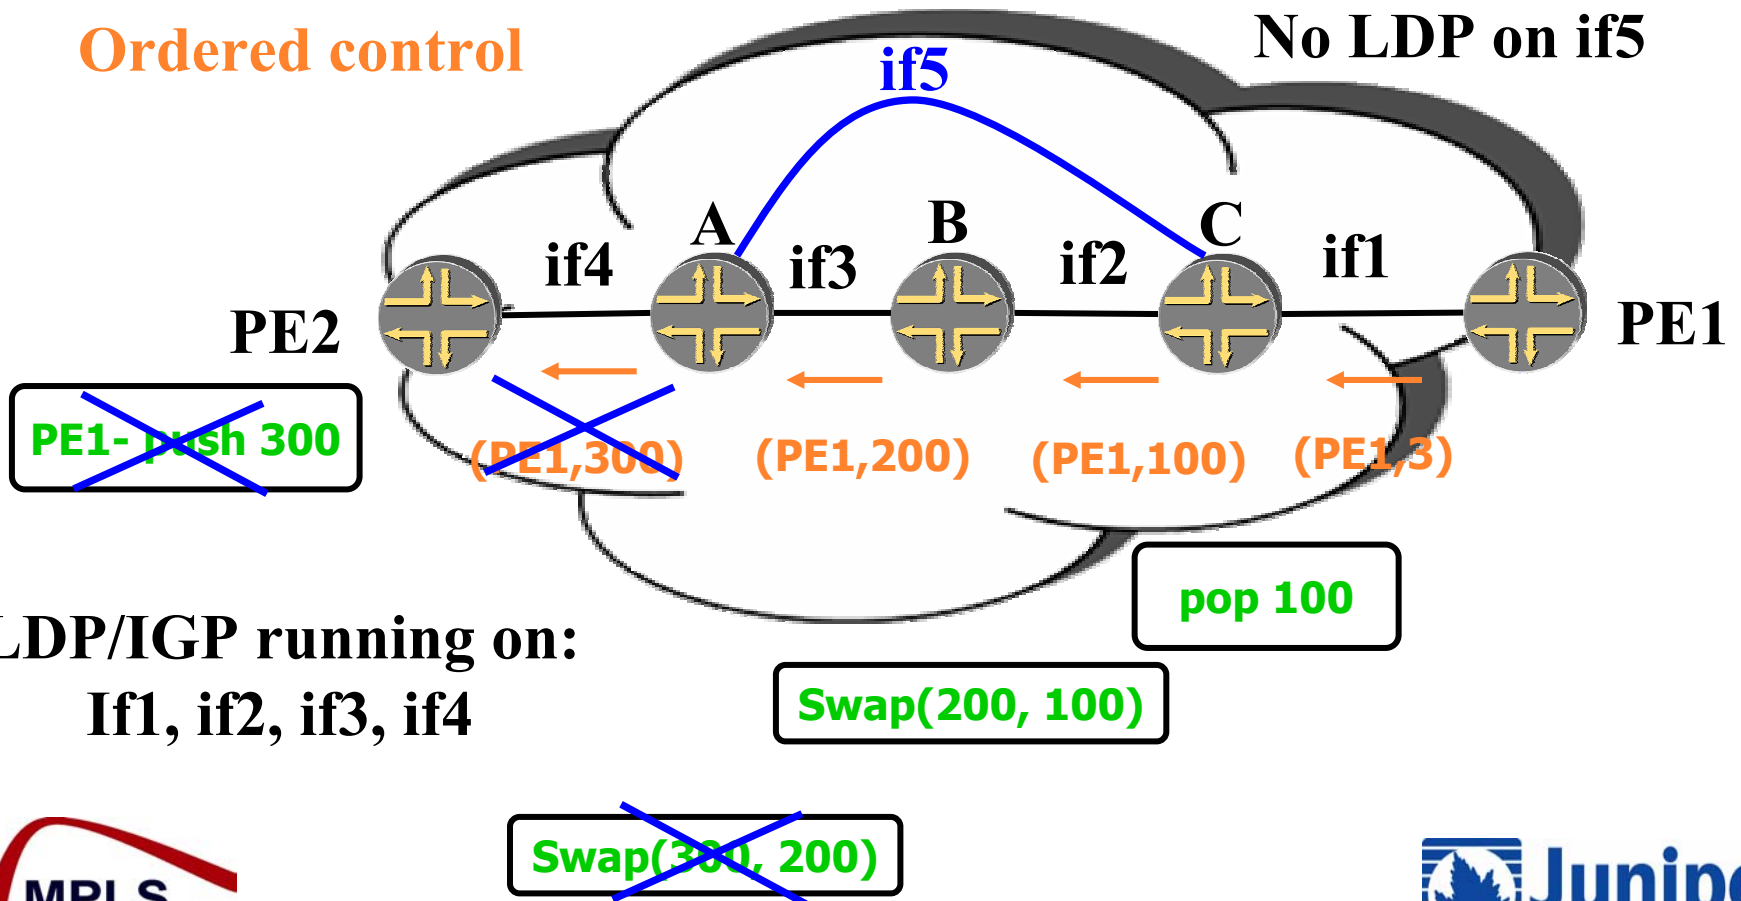 Ordered control
No LDP on if5
if5
A
B
C
if4
if3
if2
if1
PE2
PE1
PE1- push 300
(PE1,300)
(PE1,200)
(PE1,100)
(PE1,3)
pop 100
LDP/IGP running on:
If1, if2, if3, if4
Swap(200, 100)
Swap(300, 200)
MPLS
Junipe